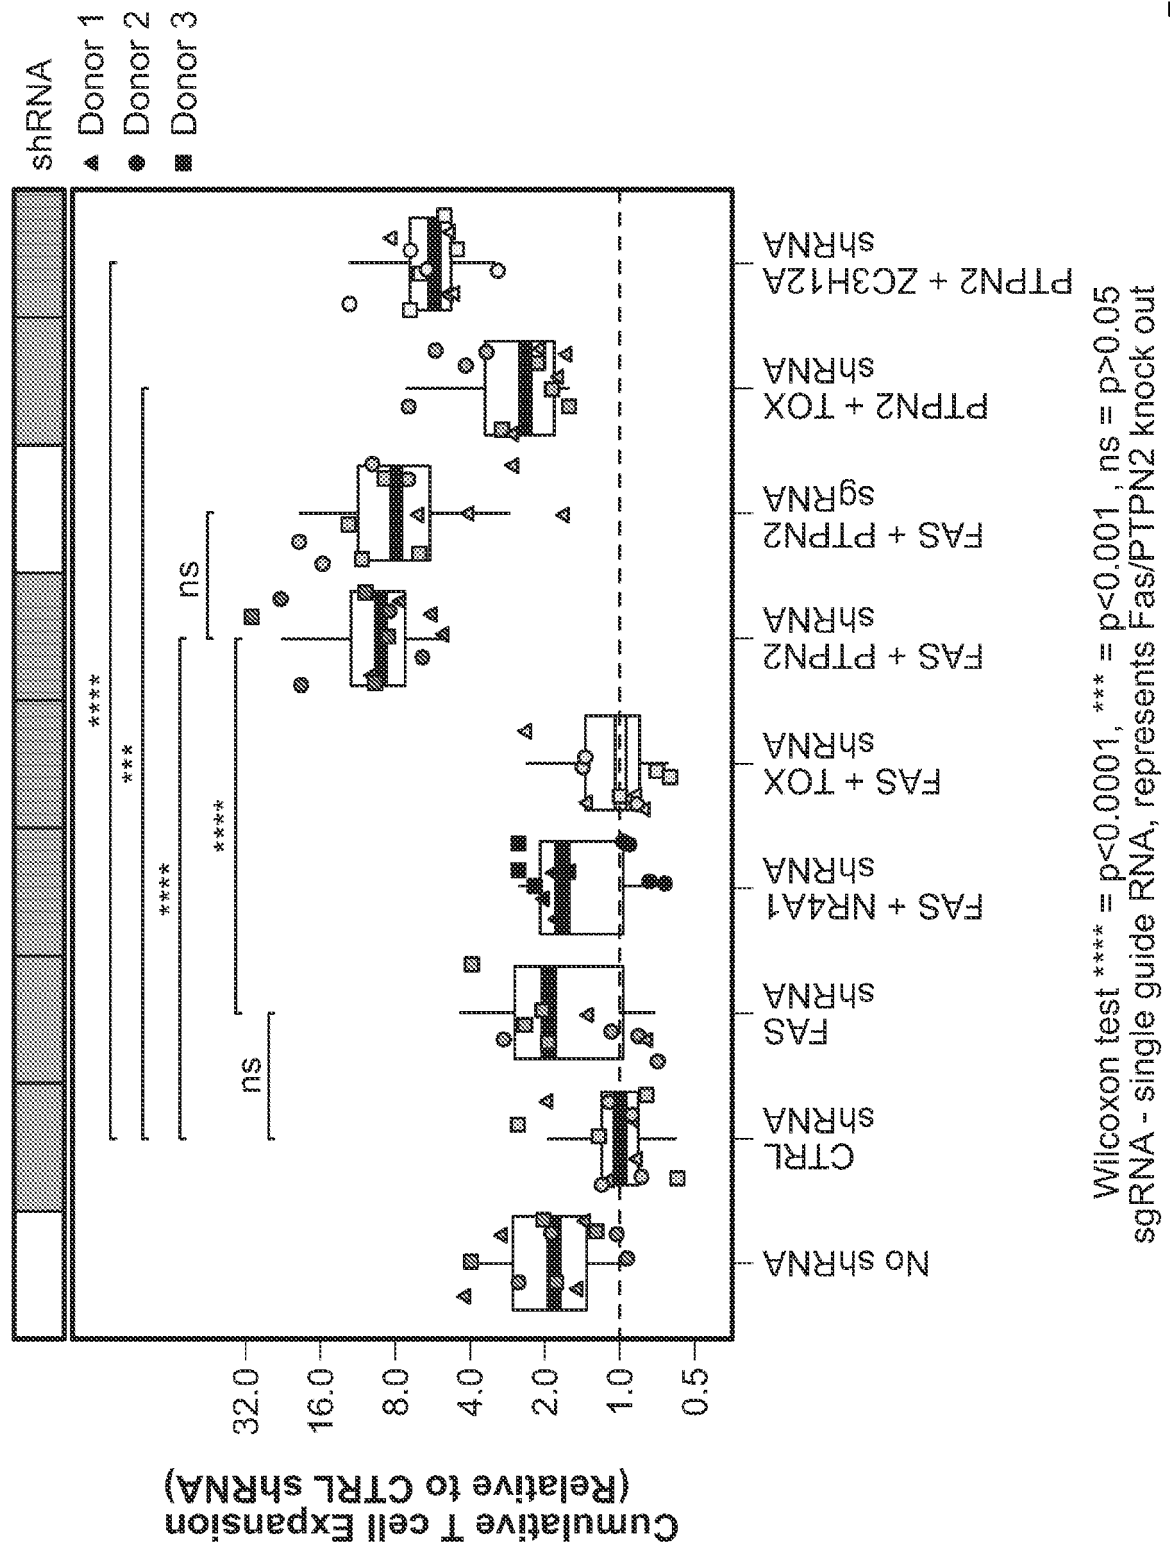 shRNA
Donor 1
Donor 2
Donor 3
****
***
****
****
ns
ns
32.0
16.0
8.0
4.0
2.0
1.0
0.5
Cumulative T cell Expansion
(Relative to CTRL shRNA)
No shRNA
CTRL
shRNA
FAS
shRNA
FAS + NR4A1
shRNA
FAS + TOX
shRNA
FAS + PTPN2
shRNA
FAS + PTPN2
sgRNA
PTPN2 + TOX
shRNA
PTPN2 + ZC3H12A
shRNA
Wilcoxon test **** = p<0.0001, *** = p<0.001, ns = p>0.05
sgRNA - single guide RNA, represents Fas/PTPN2 knock out